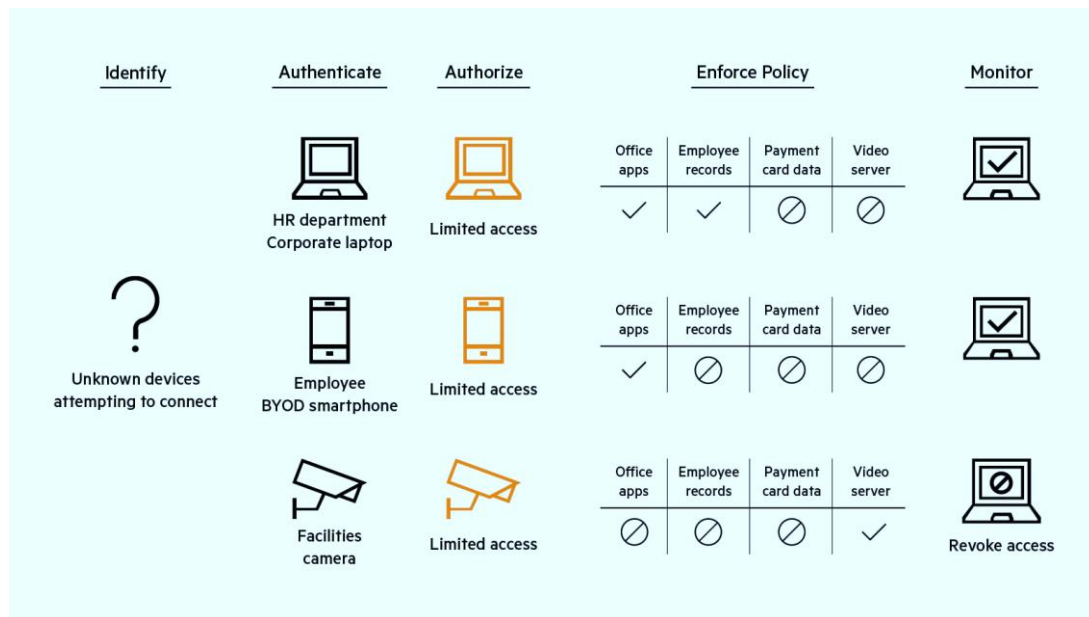 Identify
Authenticate
Authorize
Enforce Policy
Monitor
HR department
Corporate laptop
Limited access
Office
apps
Employee
records
Payment
card data
Video
server
Unknown devices
attempting to connect
Employee
BYOD smartphone
Limited access
Office
apps
Employee
records
Payment
card data
Video
server
Facilities
camera
Limited access
Office
apps
Employee
records
Payment
card data
Video
server
Revoke access